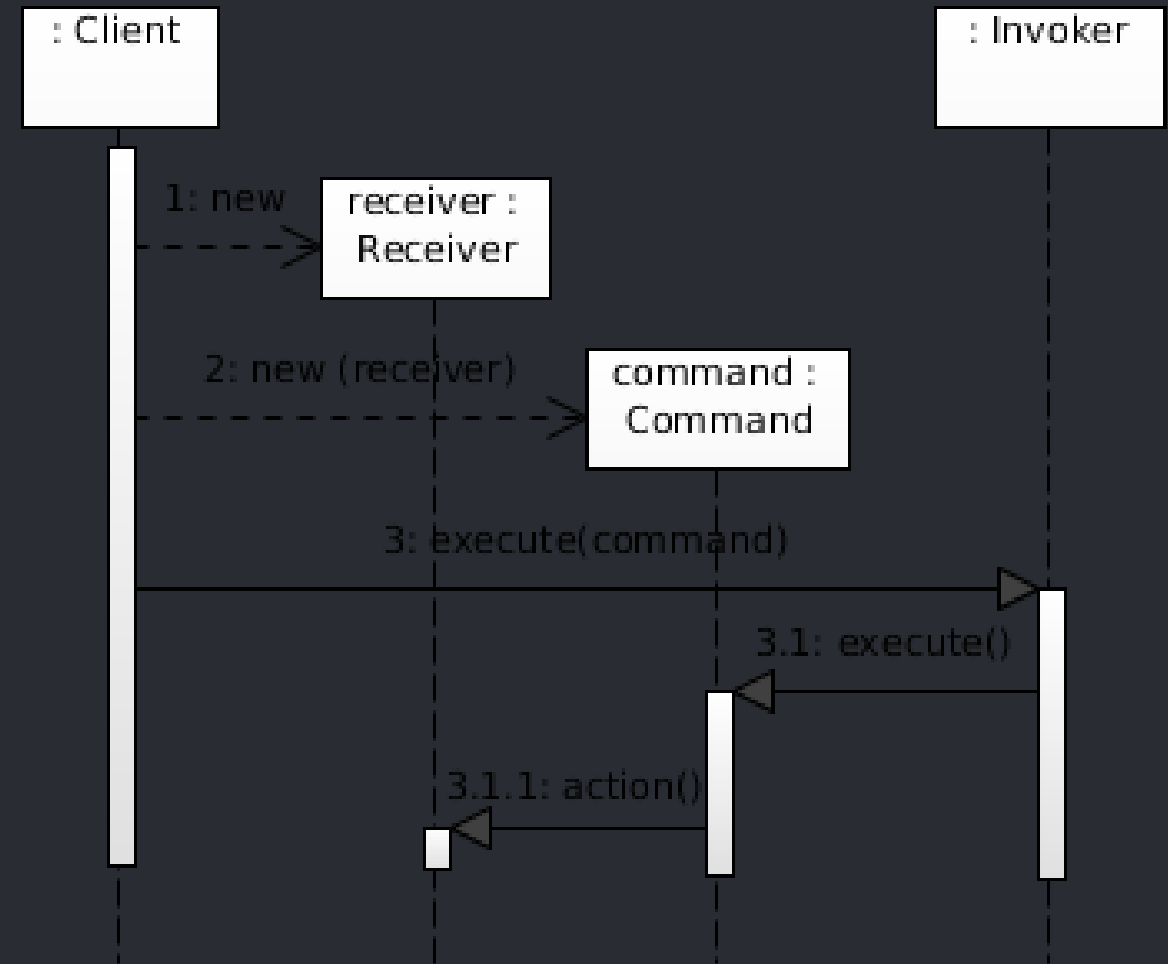 : Client
: Invoker
1: new
receiver :
Receiver
2: new (receiver)
command :
Command
3: execute(command)
3.1: execute()
3.1.1: action()